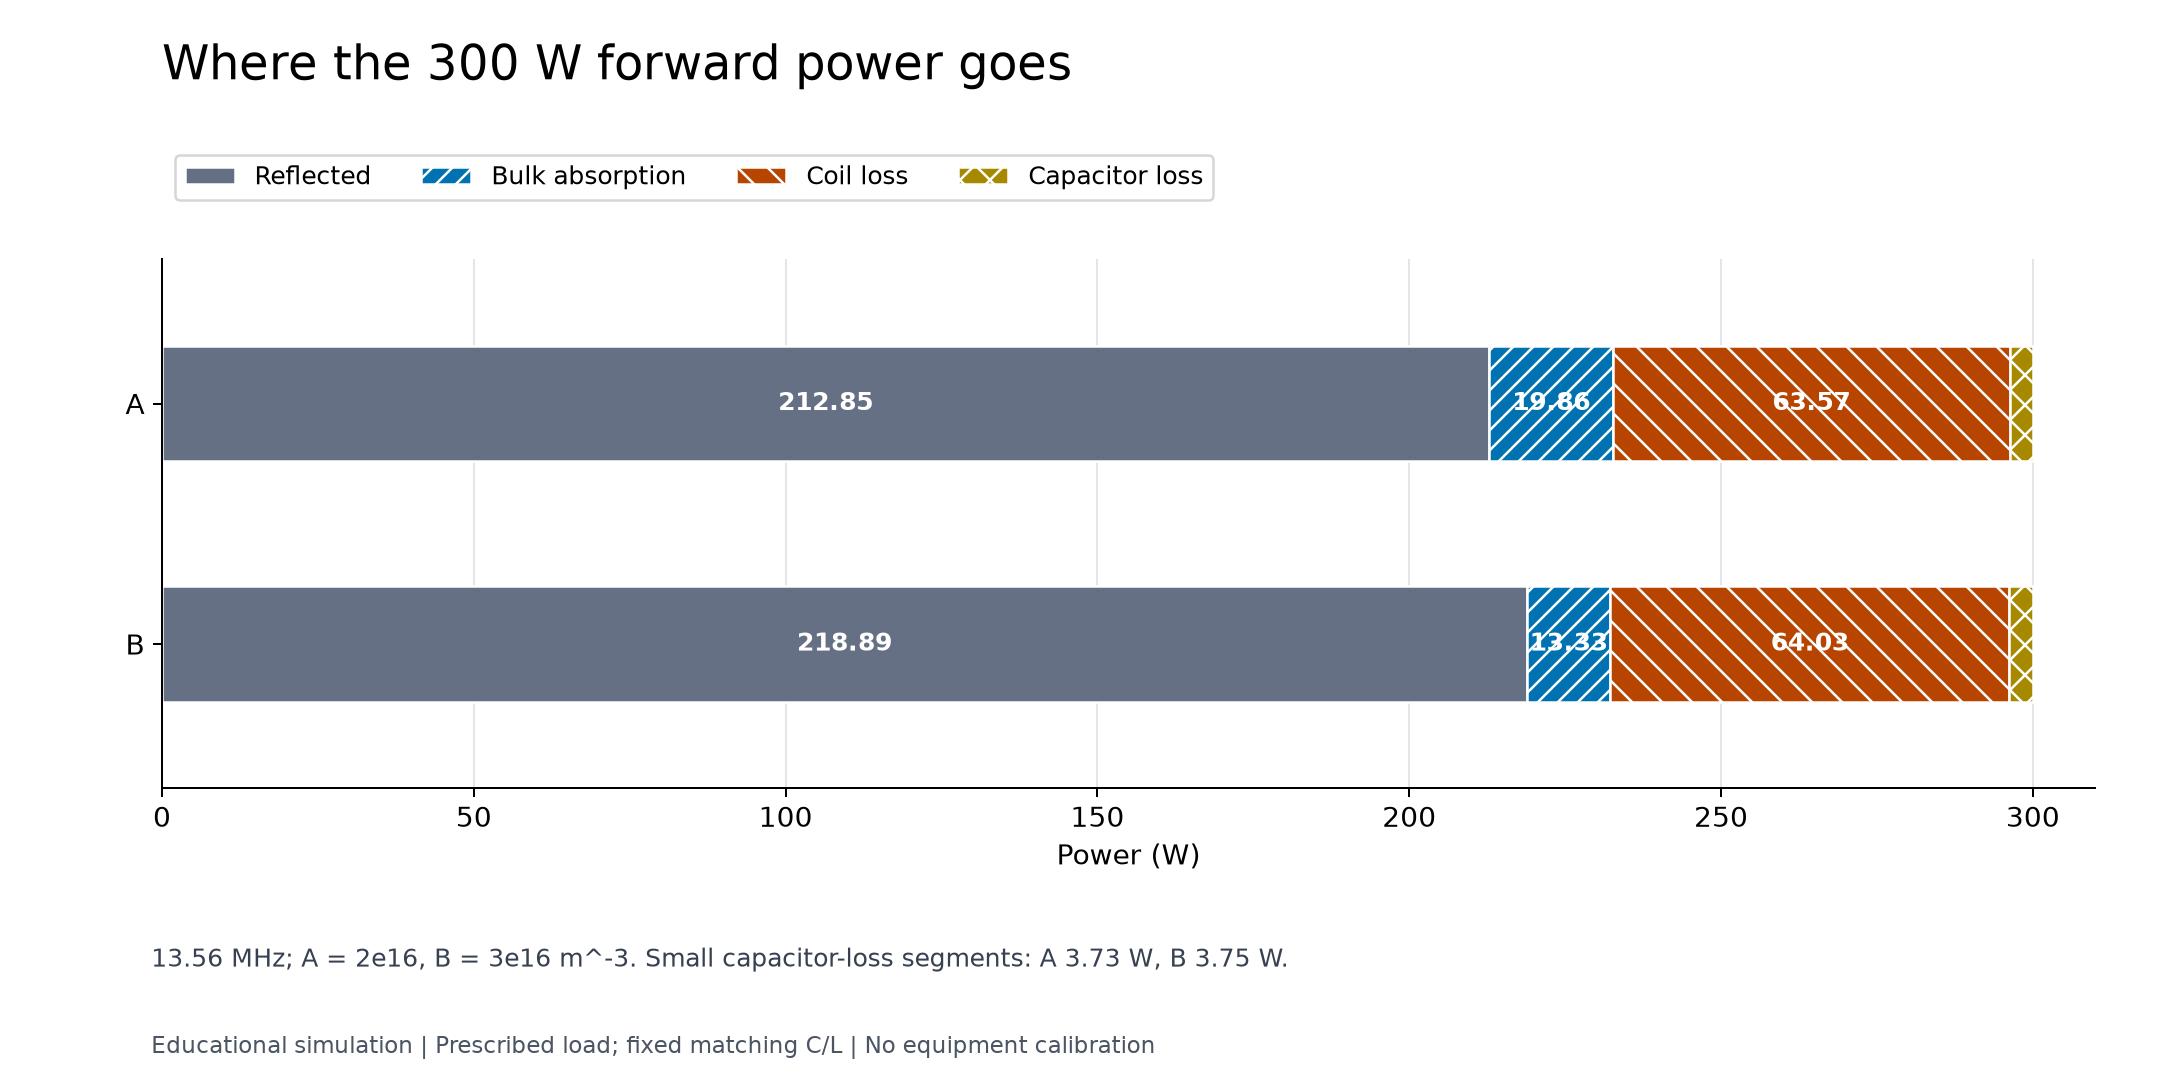 Where the 300 W forward power goes
Reflected Bulk absorption Coil loss Capacitor loss
A 212.85 19.86 63.57
B 218.89 13.33 64.03
0 50 100 150 200 250 300
Power (W)
13.56 MHz; A = 2e16, B = 3e16 m^-3. Small capacitor-loss segments: A 3.73 W, B 3.75 W.
Educational simulation | Prescribed load; fixed matching C/L | No equipment calibration